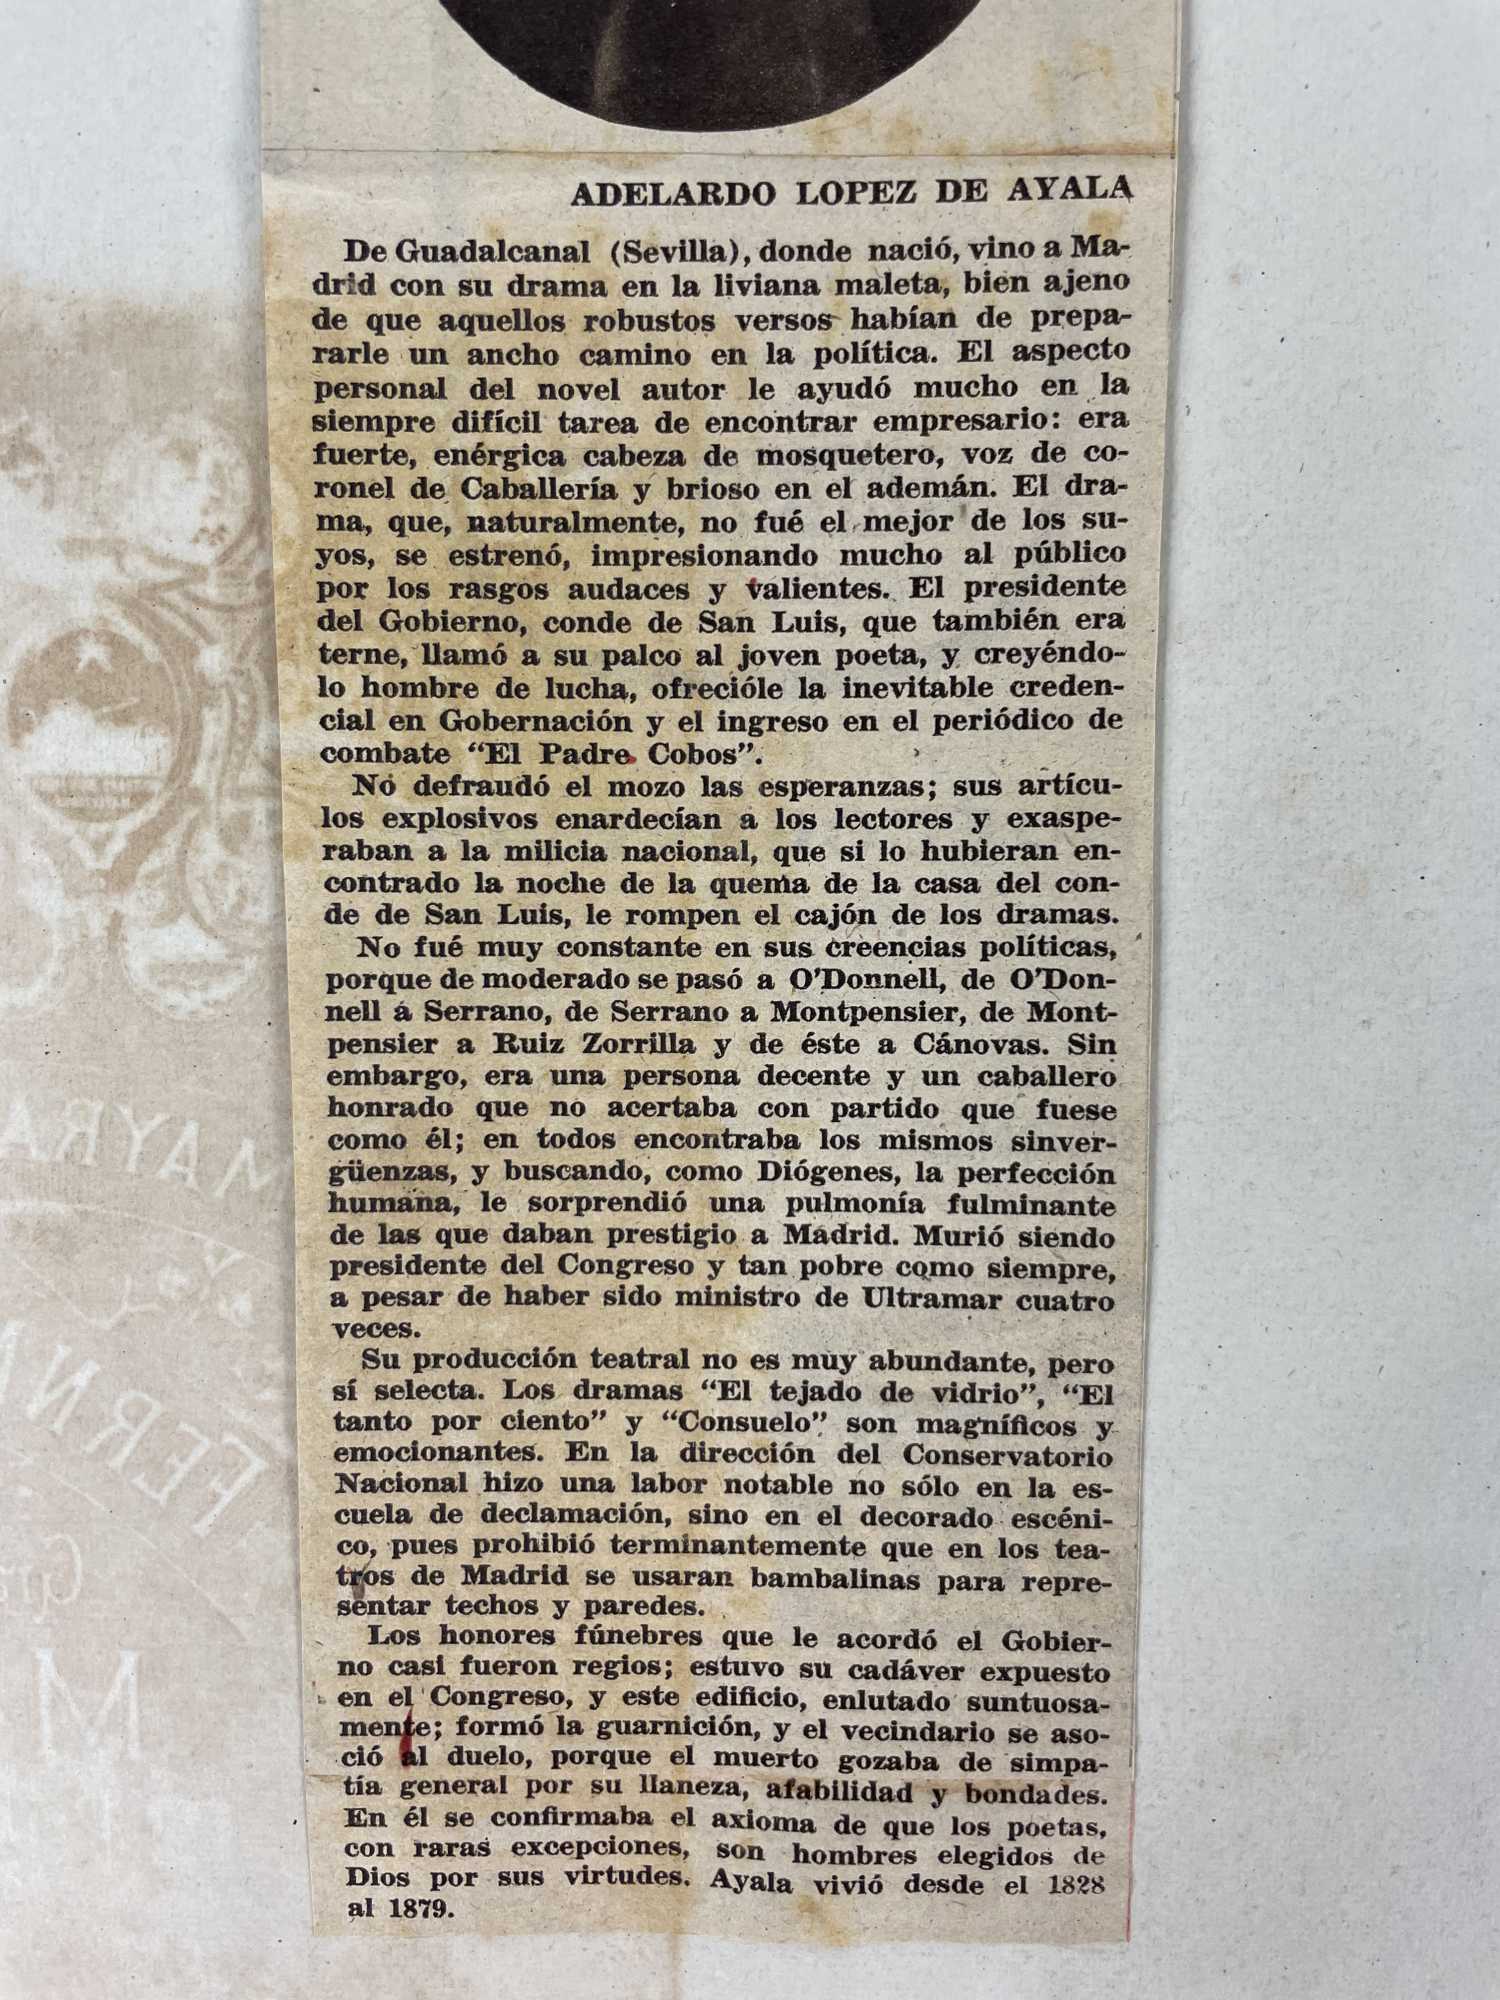 ADELARDO LOPEZ DE AYALA
De Guadalcanal (Sevilla), donde nació, vino a Ma-
drid con su drama en la liviana maleta, bien ajeno
de que aquellos robustos versos habían de prepa-
rarle un ancho camino en la política. El aspecto
personal del novel autor le ayudó mucho en la
siempre difícil tarea de encontrar empresario: era
fuerte, enérgica cabeza de mosquetero, voz de co-
ronel de Caballería y brioso en el ademán. El dra-
ma, que, naturalmente, no fué el mejor de los su-
yos, se estrenó, impresionando mucho al público
por los rasgos audaces y valientes. El presidente
del Gobierno, conde de San Luis, que también era
terne, llamó a su palco al joven poeta, y creyéndo-
lo hombre de lucha, ofrecióle la inevitable creden-
cial en Gobernación y el ingreso en el periódico de
combate “El Padre Cobos”.
No defraudó el mozo las esperanzas; sus artícu-
los explosivos enardecían a los lectores y exaspe-
raban a la milicia nacional, que si lo hubieran en-
contrado la noche de la quema de la casa del con-
de de San Luis, le rompen el cajón de los dramas.
No fué muy constante en sus creencias políticas,
porque de moderado se pasó a O’Donnell, de O’Don-
nell a Serrano, de Serrano a Montpensier, de Mont-
pensier a Ruiz Zorrilla y de éste a Cánovas. Sin
embargo, era una persona decente y un caballero
honrado que no acertaba con partido que fuese
como él; en todos encontraba los mismos sinver-
güenzas, y buscando, como Diógenes, la perfección
humana, le sorprendió una pulmonía fulminante
de las que daban prestigio a Madrid. Murió siendo
presidente del Congreso y tan pobre como siempre,
a pesar de haber sido ministro de Ultramar cuatro
veces.
Su producción teatral no es muy abundante, pero
sí selecta. Los dramas “El tejado de vidrio”, “El
tanto por ciento” y “Consuelo” son magníficos y
emocionantes. En la dirección del Conservatorio
Nacional hizo una labor notable no sólo en la es-
cuela de declamación, sino en el decorado escéni-
co, pues prohibió terminantemente que en los tea-
tros de Madrid se usaran bambalinas para repre-
sentar techos y paredes.
Los honores fúnebres que le acordó el Gobier-
no casi fueron regios; estuvo su cadáver expuesto
en el Congreso, y este edificio, enlutado suntuosa-
mente; formó la guarnición, y el vecindario se aso-
ció al duelo, porque el muerto gozaba de simpa-
tía general por su llaneza, afabilidad y bondades.
En él se confirmaba el axioma de que los poetas,
con raras excepciones, son hombres elegidos de
Dios por sus virtudes. Ayala vivió desde el 1828
al 1879.